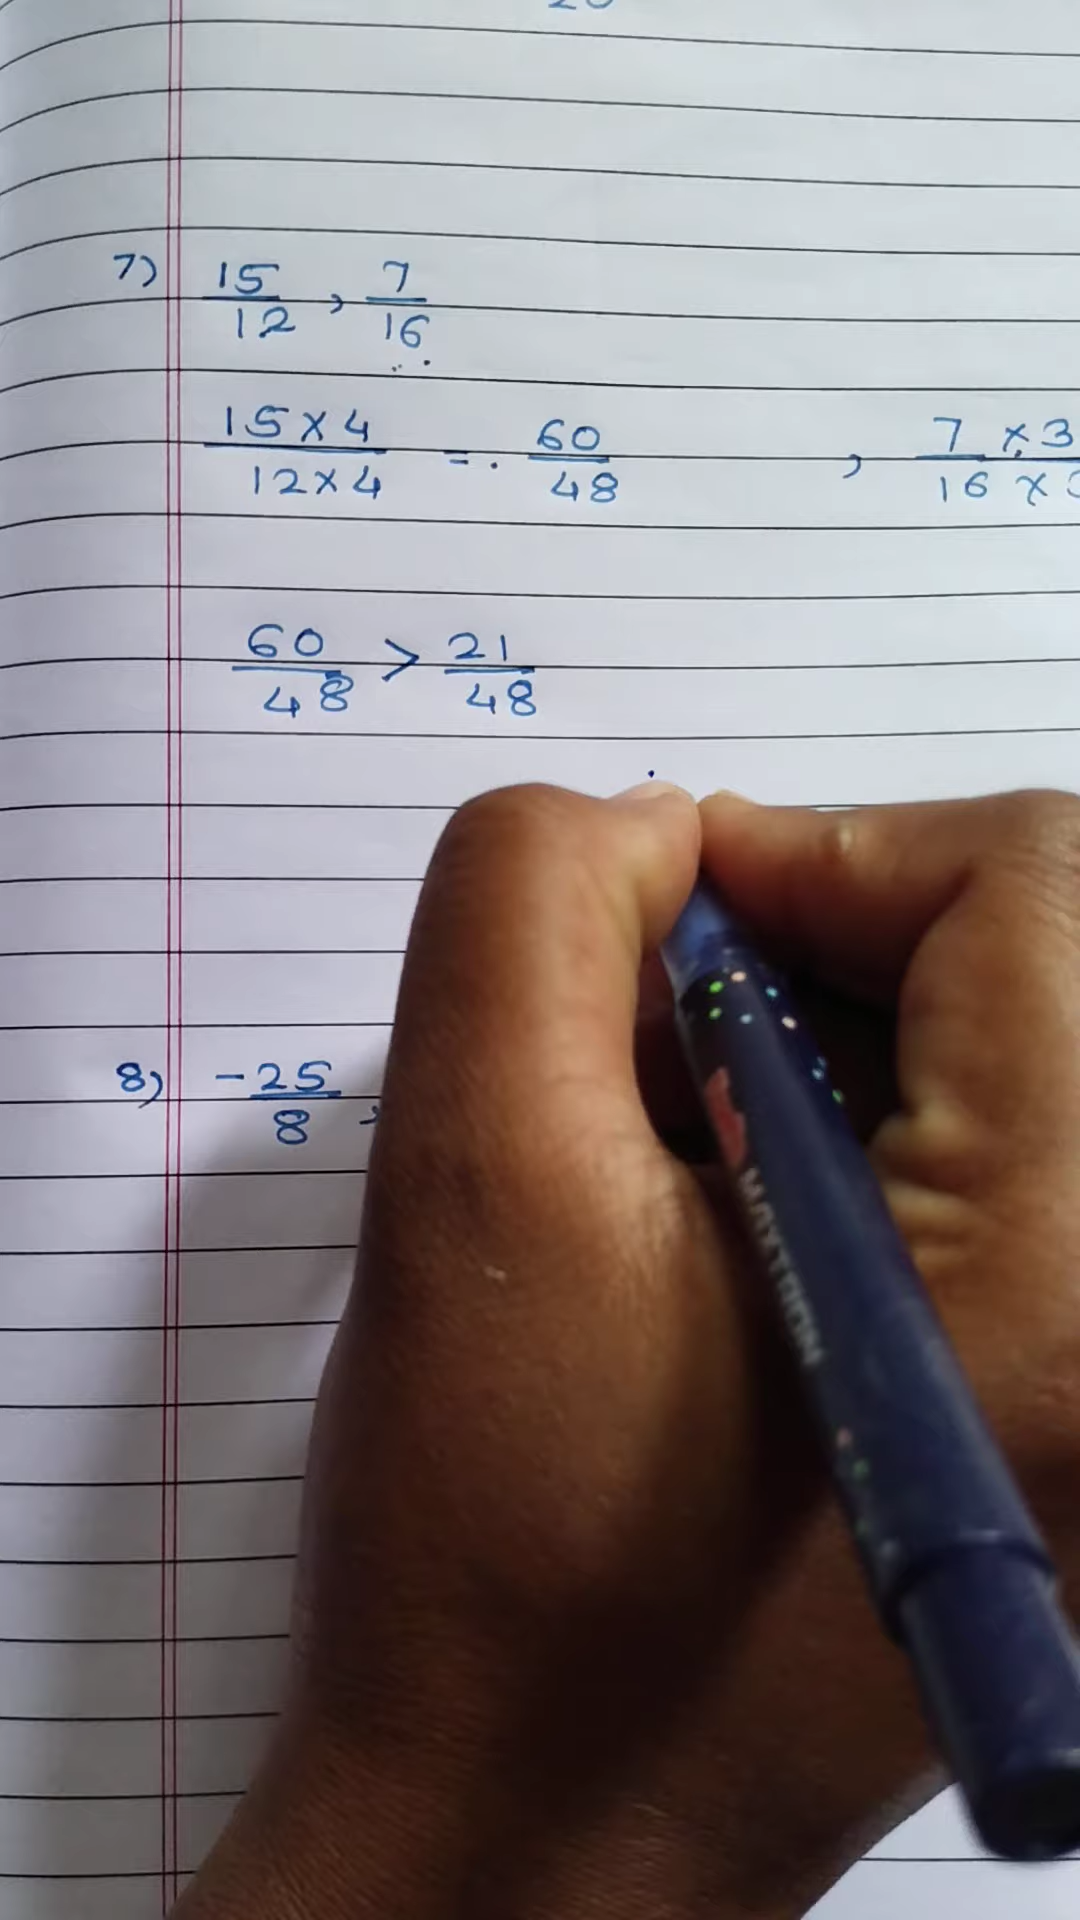 7) 15/12 , 7/16
15×4/12×4 = 60/48 , 7×3/16×
60/48 > 21/48
8) -25/8 ,
MAXTRON